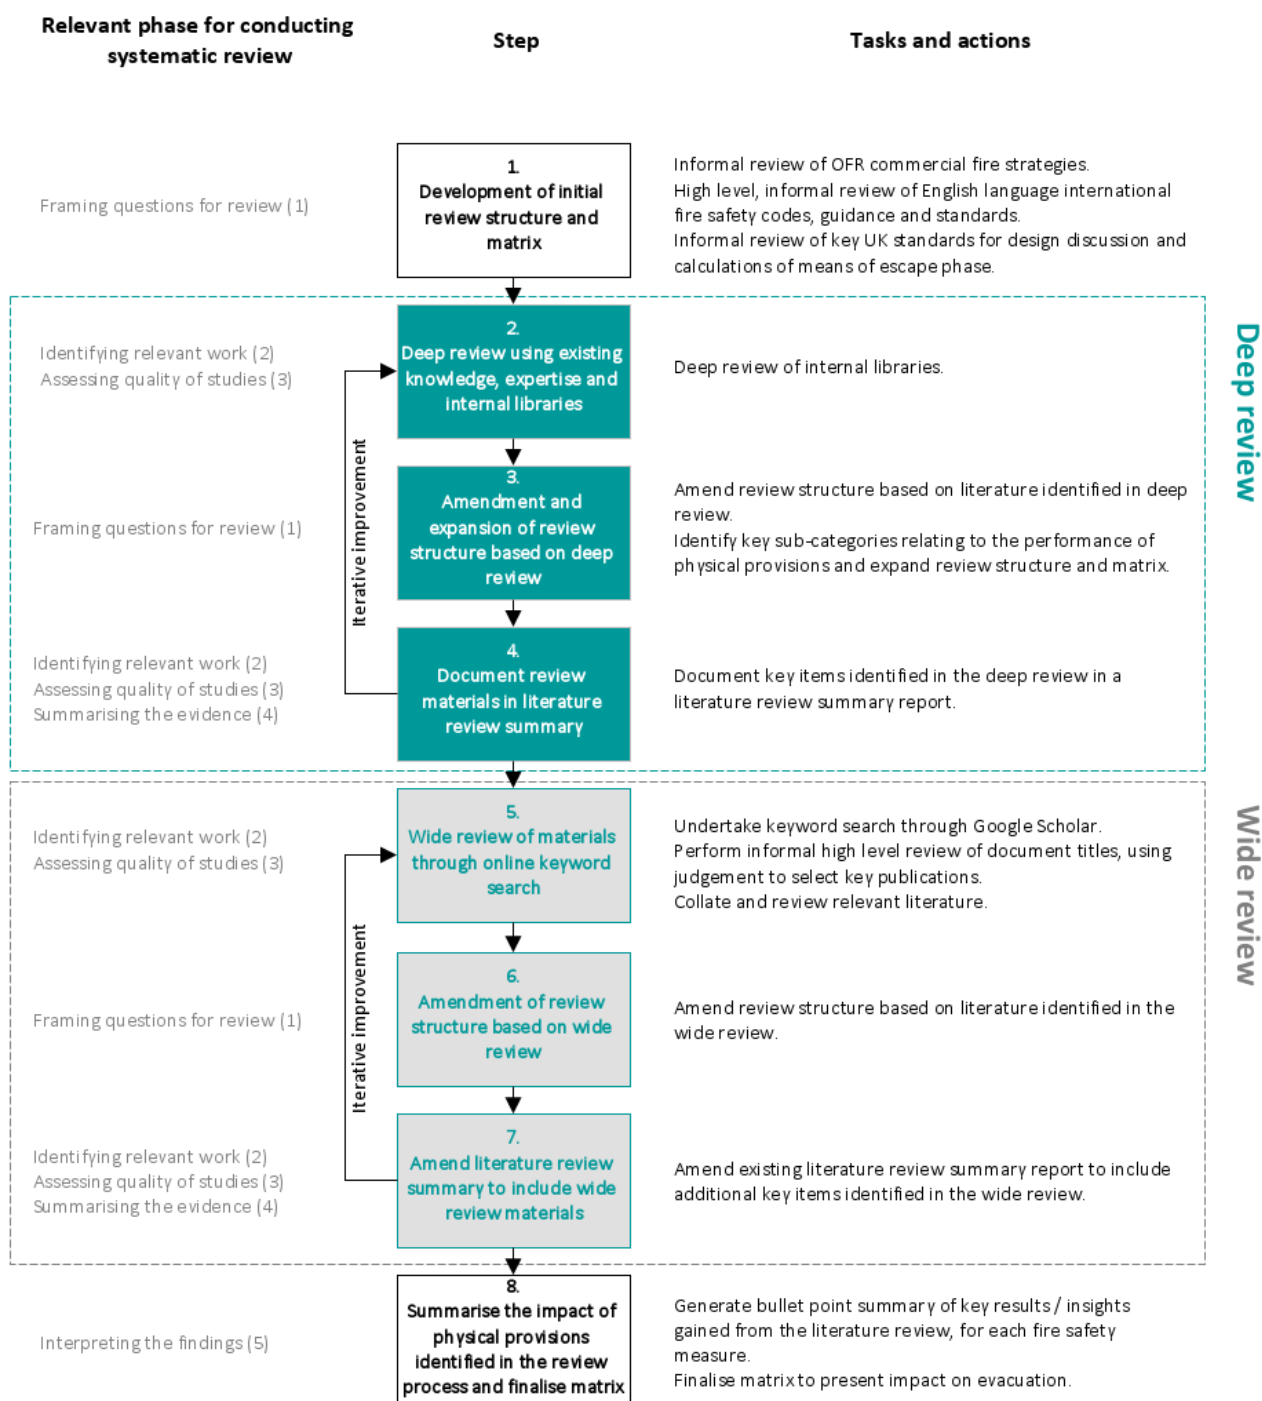 Relevant phase for conducting
systematic review
Step
Tasks and actions
Framing questions for review (1)
1.
Development of initial
review structure and
matrix
Informal review of OFR commercial fire strategies.
High level, informal review of English language international
fire safety codes, guidance and standards.
Informal review of key UK standards for design discussion and
calculations of means of escape phase.
Deep review
Identifying relevant work (2)
Assessing quality of studies (3)
2.
Deep review using existing
knowledge, expertise and
internal libraries
Deep review of internal libraries.
Iterative improvement
Framing questions for review (1)
3.
Amendment and
expansion of review
structure based on deep
review
Amend review structure based on literature identified in deep
review.
Identify key sub-categories relating to the performance of
physical provisions and expand review structure and matrix.
Identifying relevant work (2)
Assessing quality of studies (3)
Summarising the evidence (4)
4.
Document review
materials in literature
review summary
Document key items identified in the deep review in a
literature review summary report.
Wide review
Identifying relevant work (2)
Assessing quality of studies (3)
5.
Wide review of materials
through online keyword
search
Undertake keyword search through Google Scholar.
Perform informal high level review of document titles, using
judgement to select key publications.
Collate and review relevant literature.
Iterative improvement
Framing questions for review (1)
6.
Amendment of review
structure based on wide
review
Amend review structure based on literature identified in the
wide review.
Identifying relevant work (2)
Assessing quality of studies (3)
Summarising the evidence (4)
7.
Amend literature review
summary to include wide
review materials
Amend existing literature review summary report to include
additional key items identified in the wide review.
Interpreting the findings (5)
8.
Summarise the impact of
physical provisions
identified in the review
process and finalise matrix
Generate bullet point summary of key results / insights
gained from the literature review, for each fire safety
measure.
Finalise matrix to present impact on evacuation.